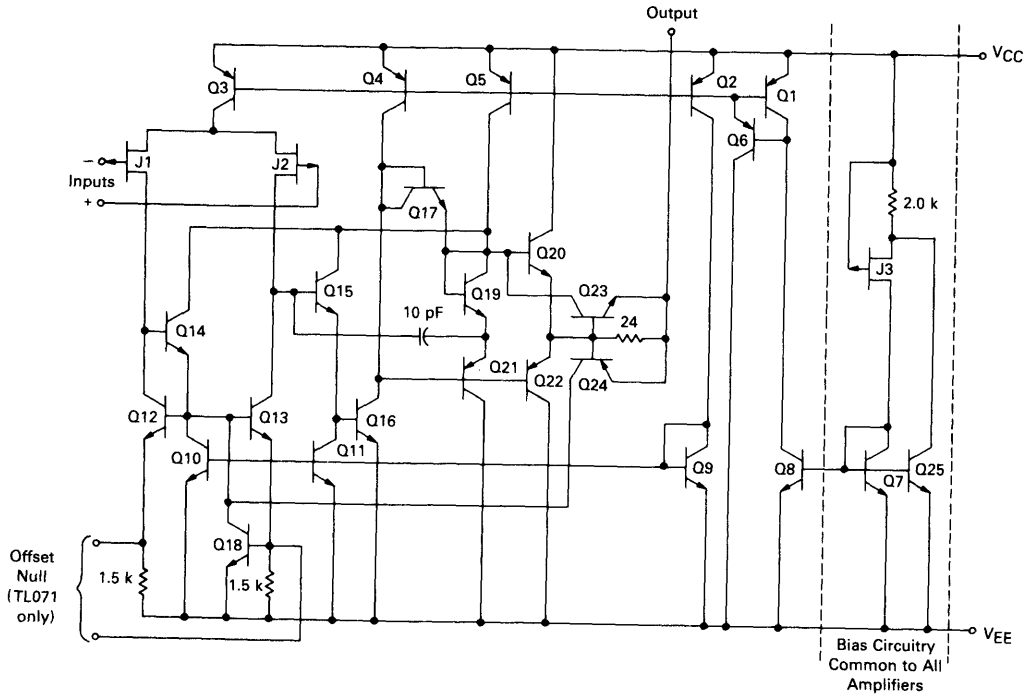 Output
VCC
Q3
Q4
Q5
Q2
Q1
Q6
−
J1
J2
Inputs
+
Q17
2.0 k
J3
Q20
Q15
Q19
Q23
10 pF
24
Q14
Q21
Q22
Q24
Q12
Q13
Q16
Q10
Q11
Q9
Q8
Q7
Q25
Q18
Offset
Null
(TL071
only)
1.5 k
1.5 k
VEE
Bias Circuitry
Common to All
Amplifiers